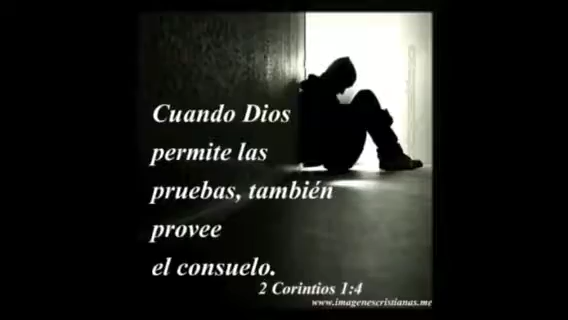 Cuando Dios
permite las
pruebas, también
provee
el consuelo.
2 Corintios 1:4
www.imagenescristianas.me